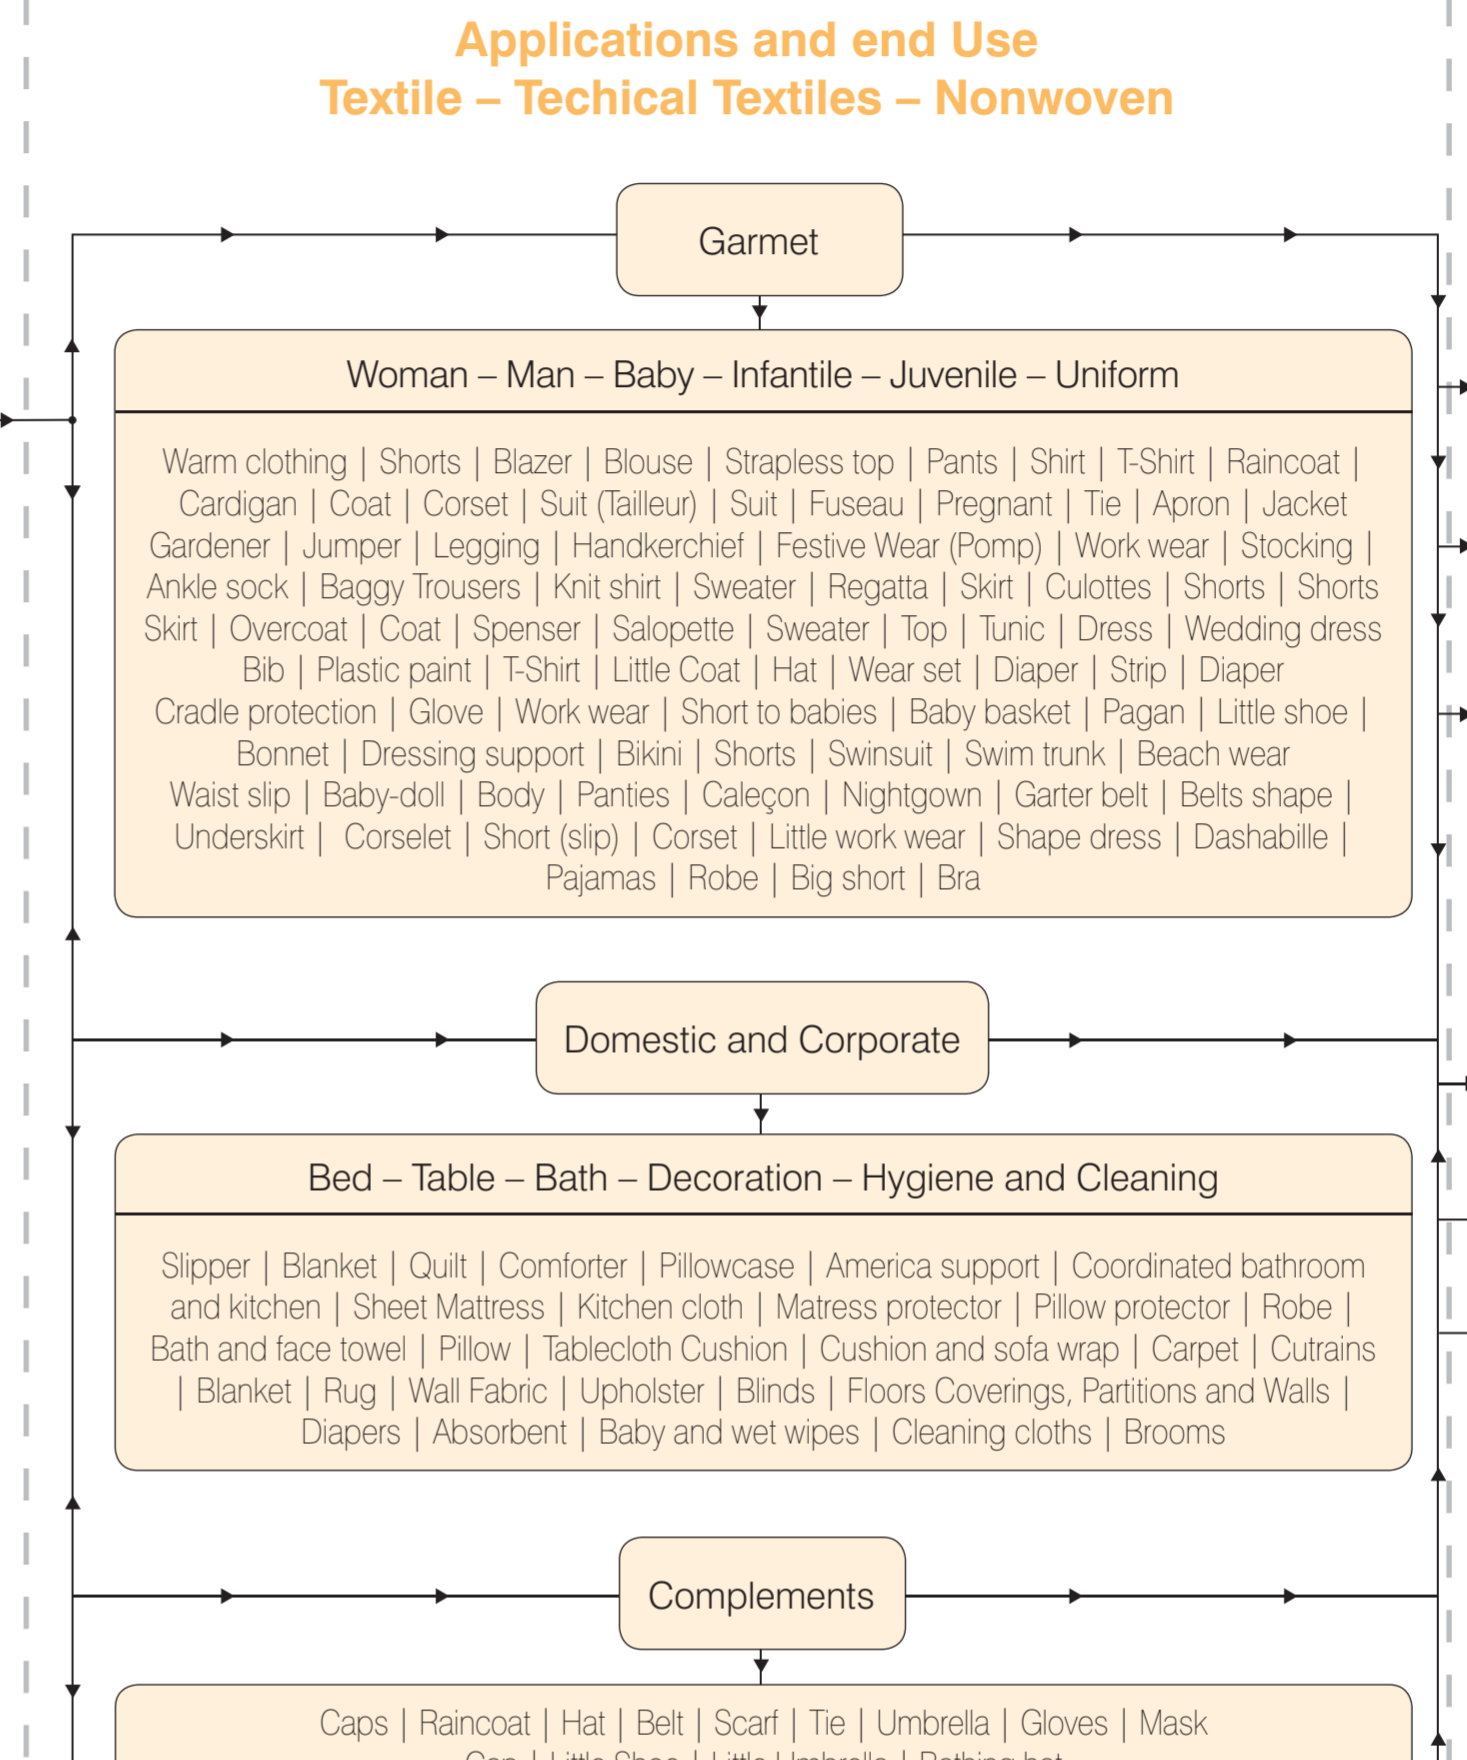 Applications and end Use
Textile – Techical Textiles – Nonwoven
Garmet
Woman – Man – Baby – Infantile – Juvenile – Uniform
Warm clothing | Shorts | Blazer | Blouse | Strapless top | Pants | Shirt | T-Shirt | Raincoat |
Cardigan | Coat | Corset | Suit (Tailleur) | Suit | Fuseau | Pregnant | Tie | Apron | Jacket
Gardener | Jumper | Legging | Handkerchief | Festive Wear (Pomp) | Work wear | Stocking |
Ankle sock | Baggy Trousers | Knit shirt | Sweater | Regatta | Skirt | Culottes | Shorts | Shorts
Skirt | Overcoat | Coat | Spenser | Salopette | Sweater | Top | Tunic | Dress | Wedding dress
Bib | Plastic paint | T-Shirt | Little Coat | Hat | Wear set | Diaper | Strip | Diaper
Cradle protection | Glove | Work wear | Short to babies | Baby basket | Pagan | Little shoe |
Bonnet | Dressing support | Bikini | Shorts | Swinsuit | Swim trunk | Beach wear
Waist slip | Baby-doll | Body | Panties | Caleçon | Nightgown | Garter belt | Belts shape |
Underskirt | Corselet | Short (slip) | Corset | Little work wear | Shape dress | Dashabille |
Pajamas | Robe | Big short | Bra
Domestic and Corporate
Bed – Table – Bath – Decoration – Hygiene and Cleaning
Slipper | Blanket | Quilt | Comforter | Pillowcase | America support | Coordinated bathroom
and kitchen | Sheet Mattress | Kitchen cloth | Matress protector | Pillow protector | Robe |
Bath and face towel | Pillow | Tablecloth Cushion | Cushion and sofa wrap | Carpet | Cutrains
| Blanket | Rug | Wall Fabric | Upholster | Blinds | Floors Coverings, Partitions and Walls |
Diapers | Absorbent | Baby and wet wipes | Cleaning cloths | Brooms
Complements
Caps | Raincoat | Hat | Belt | Scarf | Tie | Umbrella | Gloves | Mask
Cap | Little Shoe | Little Umbrella | Bathing hat